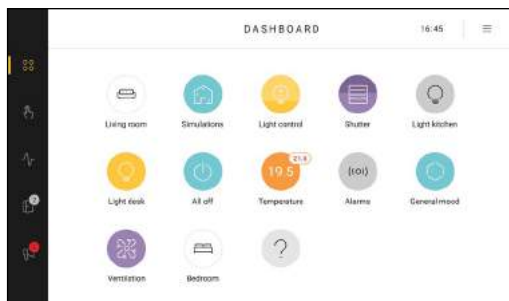 DASHBOARD
16:45
Living room
Simulations
Light control
Shutter
Light kitchen
19.5
21.5
((o))
Light desk
All off
Temperature
Alarms
General mood
?
Ventilation
Bedroom